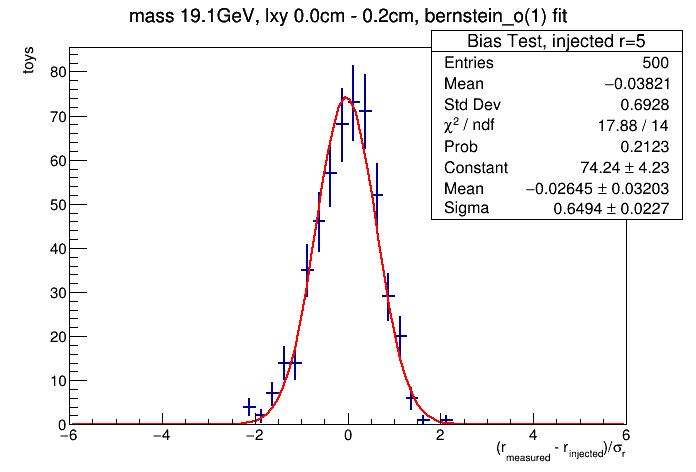 mass 19.1GeV, lxy 0.0cm - 0.2cm, bernstein_o(1) fit
toys
Bias Test, injected r=5
Entries 500
Mean −0.03821
Std Dev 0.6928
χ² / ndf 17.88 / 14
Prob 0.2123
Constant 74.24 ± 4.23
Mean −0.02645 ± 0.03203
Sigma 0.6494 ± 0.0227
80
70
60
50
40
30
20
10
0
−6 −4 −2 0 2 4 6
(r_measured - r_injected)/σ_r